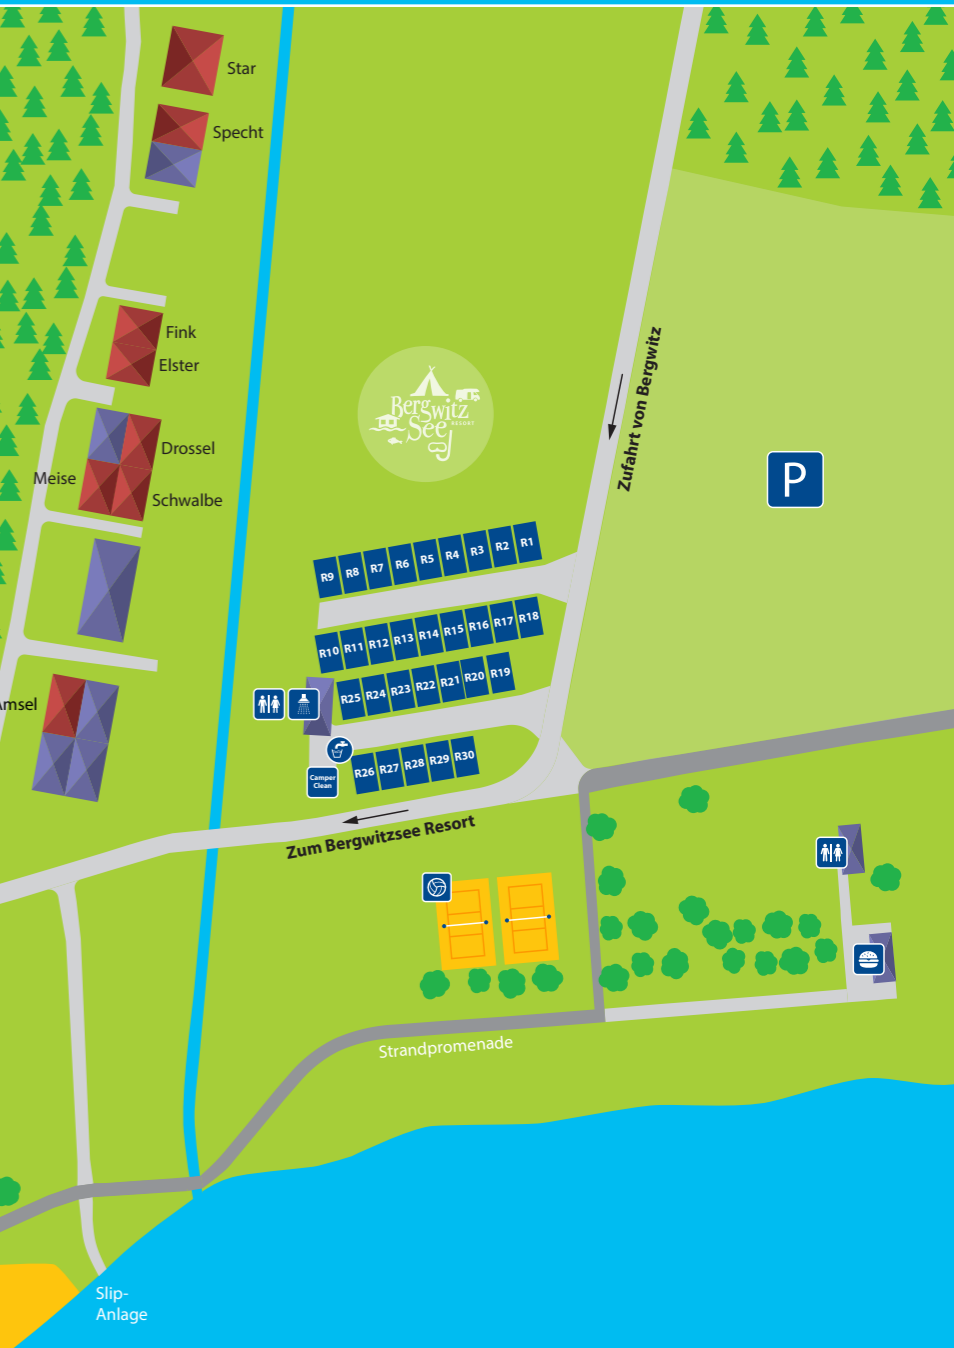 Star
Specht
Fink
Elster
Drossel
Meise
Schwalbe
Amsel
Bergwitz
See
RESORT
Zufahrt von Bergwitz
P
R9 R8 R7 R6 R5 R4 R3 R2 R1
R10 R11 R12 R13 R14 R15 R16 R17 R18
R25 R24 R23 R22 R21 R20 R19
R26 R27 R28 R29 R30
Camper
Clean
Zum Bergwitzsee Resort
Strandpromenade
Slip-
Anlage